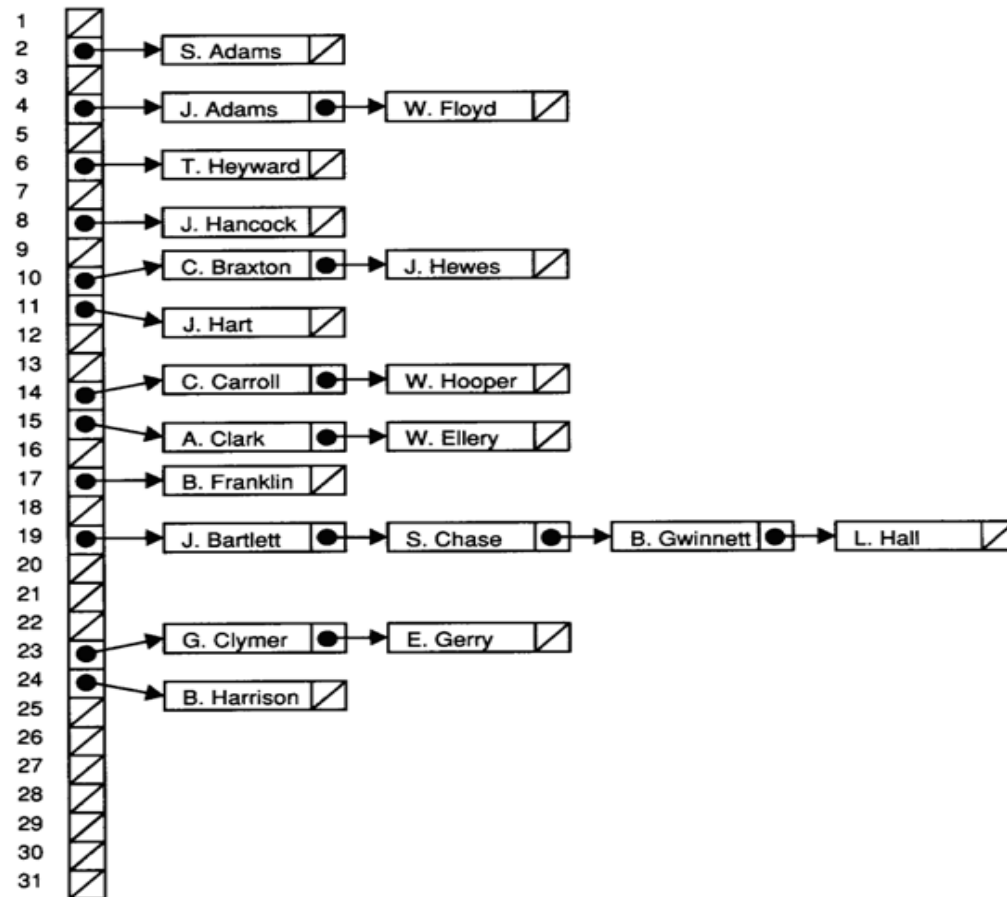 1
2 S. Adams
3
4 J. Adams W. Floyd
5
6 T. Heyward
7
8 J. Hancock
9
C. Braxton J. Hewes
10
11
J. Hart
12
13
C. Carroll W. Hooper
14
15
A. Clark W. Ellery
16
17 B. Franklin
18
19 J. Bartlett S. Chase B. Gwinnett L. Hall
20
21
22
G. Clymer E. Gerry
23
24
B. Harrison
25
26
27
28
29
30
31